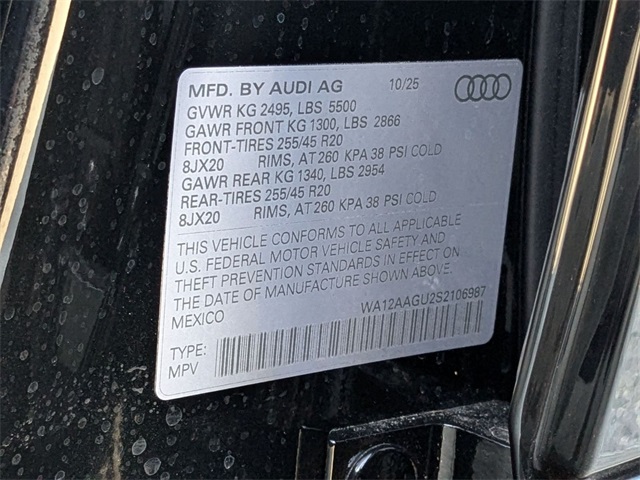 MFD. BY AUDI AG 10/25
GVWR KG 2495, LBS 5500
GAWR FRONT KG 1300, LBS 2866
FRONT-TIRES 255/45 R20
8JX20 RIMS, AT 260 KPA 38 PSI COLD
GAWR REAR KG 1340, LBS 2954
REAR-TIRES 255/45 R20
8JX20 RIMS, AT 260 KPA 38 PSI COLD
THIS VEHICLE CONFORMS TO ALL APPLICABLE
U.S. FEDERAL MOTOR VEHICLE SAFETY AND
THEFT PREVENTION STANDARDS IN EFFECT ON
THE DATE OF MANUFACTURE SHOWN ABOVE.
MEXICO WA12AAGU2S2106987
TYPE:
MPV